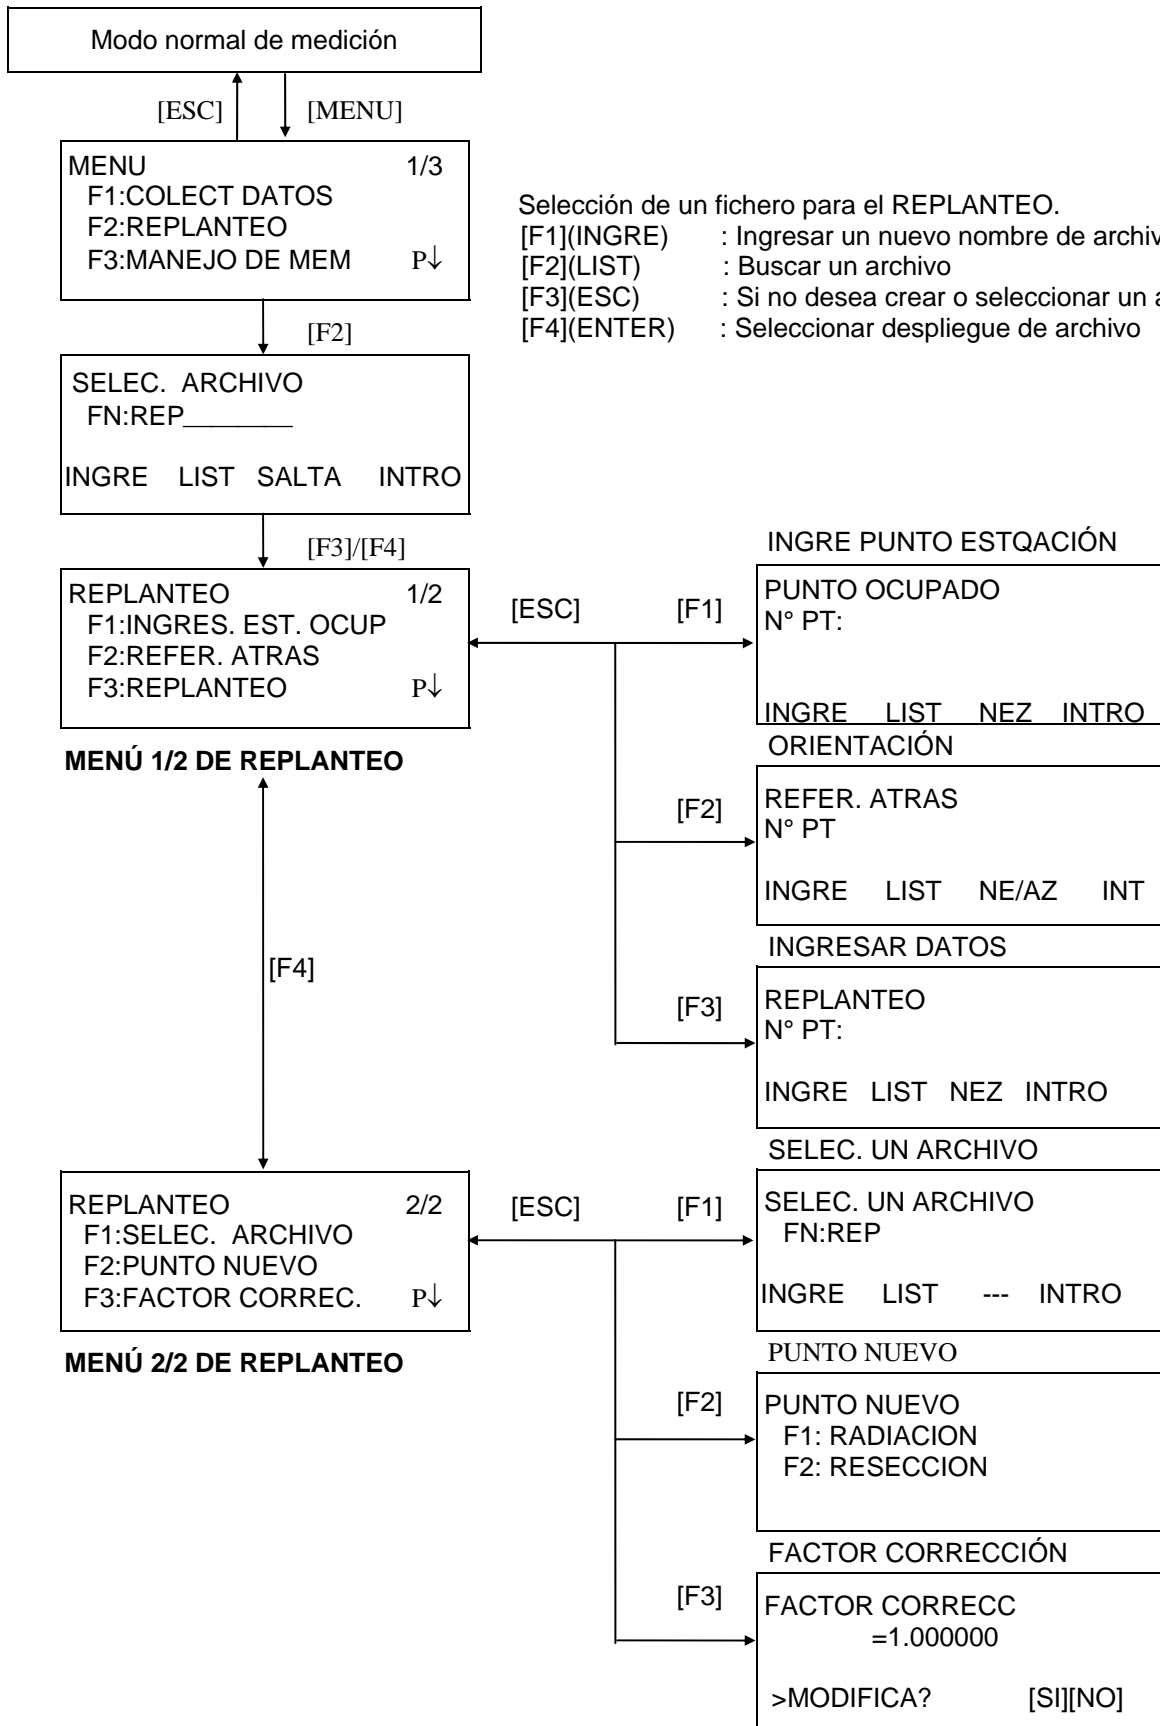 Modo normal de medición
[ESC] [MENU]
MENU 1/3
F1:COLECT DATOS
F2:REPLANTEO
F3:MANEJO DE MEM P↓
Selección de un fichero para el REPLANTEO.
[F1](INGRE) : Ingresar un nuevo nombre de archiv
[F2](LIST) : Buscar un archivo
[F3](ESC) : Si no desea crear o seleccionar un a
[F4](ENTER) : Seleccionar despliegue de archivo
[F2]
SELEC. ARCHIVO
FN:REP________
INGRE LIST SALTA INTRO
[F3]/[F4]
REPLANTEO 1/2
F1:INGRES. EST. OCUP
F2:REFER. ATRAS
F3:REPLANTEO P↓
MENÚ 1/2 DE REPLANTEO
[ESC] [F1]
INGRE PUNTO ESTQACIÓN
PUNTO OCUPADO
N° PT:
INGRE LIST NEZ INTRO
ORIENTACIÓN
[F2]
REFER. ATRAS
N° PT
INGRE LIST NE/AZ INT
INGRESAR DATOS
[F3]
REPLANTEO
N° PT:
INGRE LIST NEZ INTRO
[F4]
REPLANTEO 2/2
F1:SELEC. ARCHIVO
F2:PUNTO NUEVO
F3:FACTOR CORREC. P↓
MENÚ 2/2 DE REPLANTEO
[ESC] [F1]
SELEC. UN ARCHIVO
SELEC. UN ARCHIVO
FN:REP
INGRE LIST --- INTRO
PUNTO NUEVO
[F2]
PUNTO NUEVO
F1: RADIACION
F2: RESECCION
FACTOR CORRECCIÓN
[F3]
FACTOR CORRECC
=1.000000
>MODIFICA? [SI][NO]